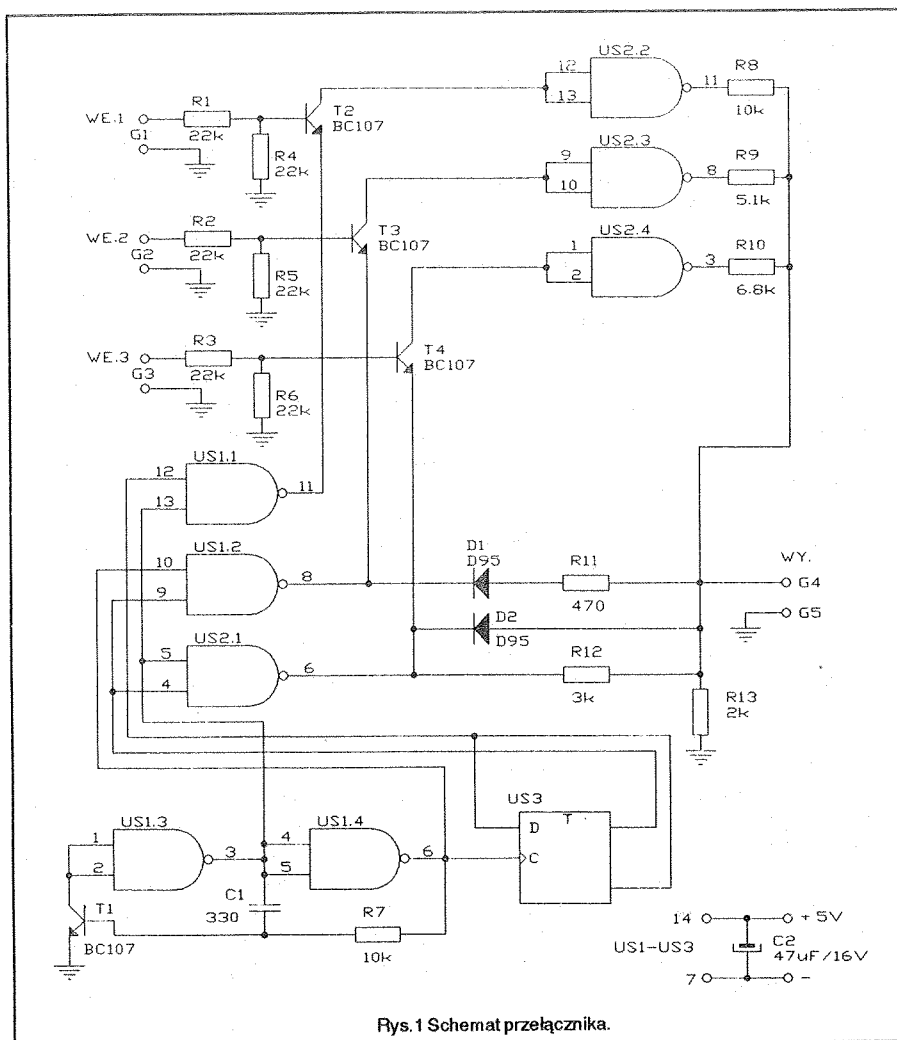 US2.2
12
13
11
R8
10k
WE.1
R1
22k
T2
BC107
G1
R4
22k
US2.3
9
10
8
R9
5.1k
WE.2
R2
22k
T3
BC107
G2
R5
22k
US2.4
1
2
3
R10
6.8k
WE.3
R3
22k
T4
BC107
G3
R6
22k
US1.1
12
13
11
US1.2
10
9
8
D1
D95
R11
470
WY.
G4
G5
US2.1
5
4
6
D2
D95
R12
3k
R13
2k
US1.3
1
2
3
US1.4
4
5
6
US3
D
T
C
C1
330
R7
10k
T1
BC107
14
+5V
US1-US3
C2
47uF/16V
7
-
Rys.1 Schemat przełącznika.